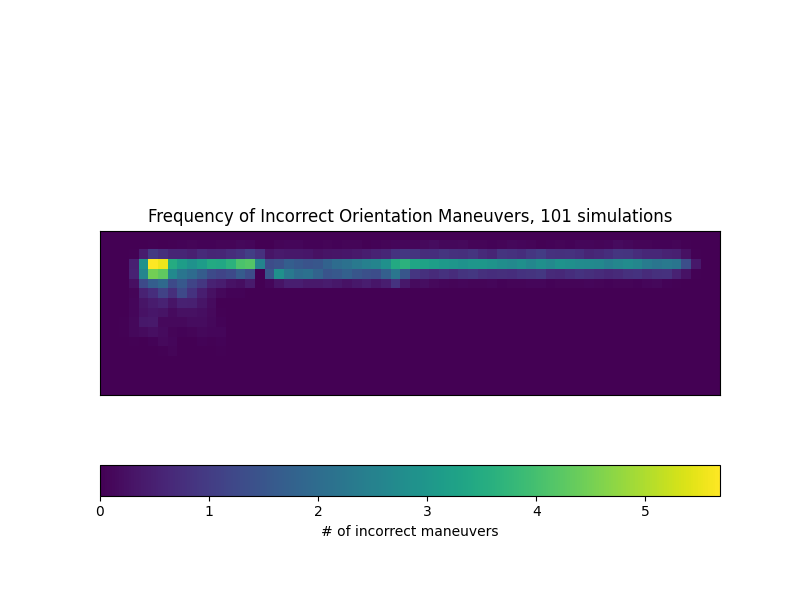 Frequency of Incorrect Orientation Maneuvers, 101 simulations
0 1 2 3 4 5
# of incorrect maneuvers